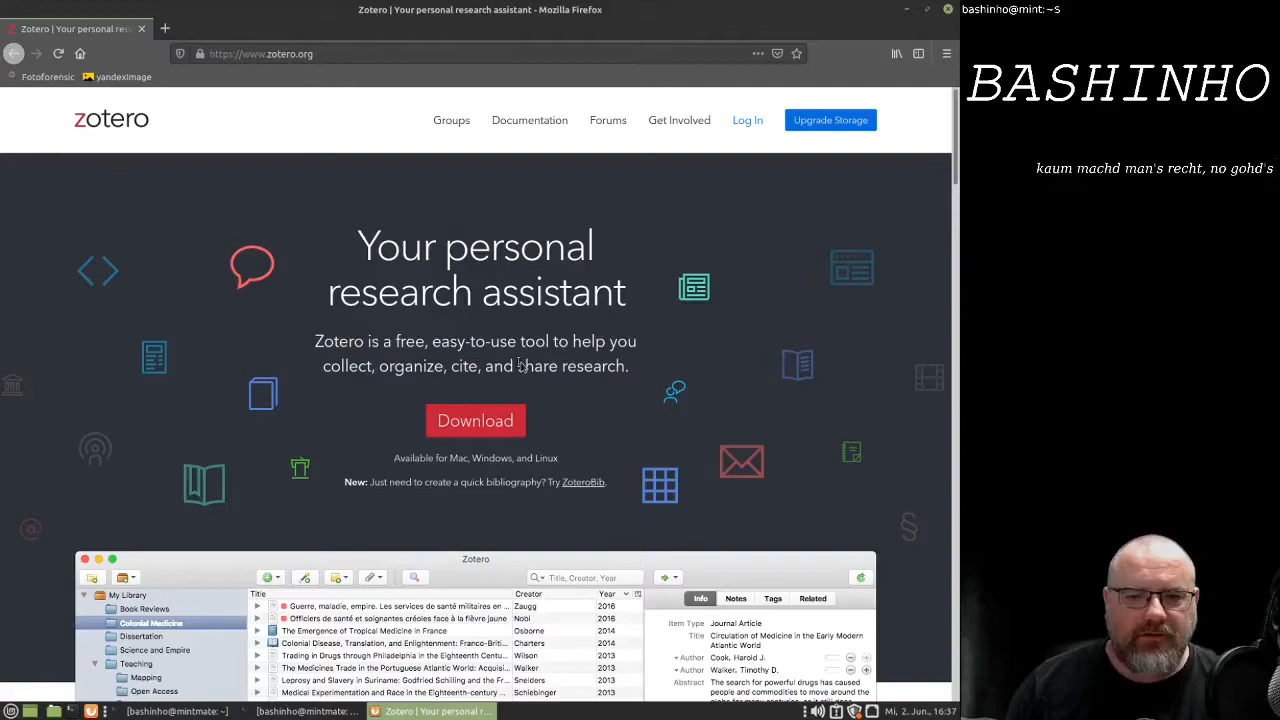 Zotero | Your personal research assistant - Mozilla Firefox
bashinho@mint:~$
Zotero | Your personal rese
https://www.zotero.org
Fotoforensic
yandeximage
BASHINHO
kaum machd man's recht, no gohd's
zotero
Groups
Documentation
Forums
Get Involved
Log In
Upgrade Storage
Your personal
research assistant
Zotero is a free, easy-to-use tool to help you
collect, organize, cite, and share research.
Download
Available for Mac, Windows, and Linux
New: Just need to create a quick bibliography? Try ZoteroBib.
@
§
Zotero
Title, Creator, Year
My Library
Book Reviews
Colonial Medicine
Dissertation
Science and Empire
Teaching
Mapping
Open Access
Title Creator Year
Guerre, maladie, empire. Les services de santé militaires en ... Zaugg 2016
Officiers de santé et soignantes créoles face à la fièvre jaune Nobi 2016
The Emergence of Tropical Medicine in France Osborne 2014
Colonial Disease, Translation, and Enlightenment: Franco-Briti... Charters 2014
Trading in Drugs through Philadelphia in the Eighteenth Centu... Wilson 2013
The Medicines Trade in the Portuguese Atlantic World: Acquisi... Walker 2013
Leprosy and Slavery in Suriname: Godfried Schilling and the Fr... Snelders 2013
Medical Experimentation and Race in the Eighteenth-century ... Schiebinger 2013
Info
Notes
Tags
Related
Item Type Journal Article
Title Circulation of Medicine in the Early Modern
Atlantic World
Author Cook, Harold J.
Author Walker, Timothy D.
Abstract The search for powerful drugs has caused
people and commodities to move around the
[bashinho@mintmate: ~]
[bashinho@mintmate: ...
Zotero | Your personal r...
Mi, 2. Jun., 16:37